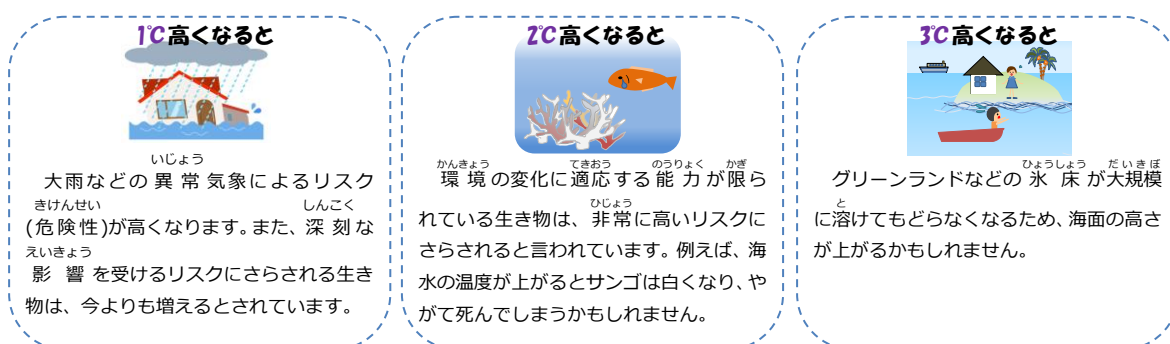 1℃高くなると
いじょう
大雨などの異常気象によるリスク
きけんせい
(危険性)が高くなります。また、深刻な
しんこく
えいきょう
影響を受けるリスクにさらされる生き
物は、今よりも増えるとされています。
2℃高くなると
かんきょう てきおう のうりょく かぎ
環境の変化に適応する能力が限ら
ひじょう
れている生き物は、非常に高いリスクに
さらされると言われています。例えば、海
水の温度が上がるとサンゴは白くなり、や
がて死んでしまうかもしれません。
3℃高くなると
ひょうしょう だいきぼ
グリーンランドなどの氷床が大規模
と
に溶けてもどらなくなるため、海面の高さ
が上がるかもしれません。